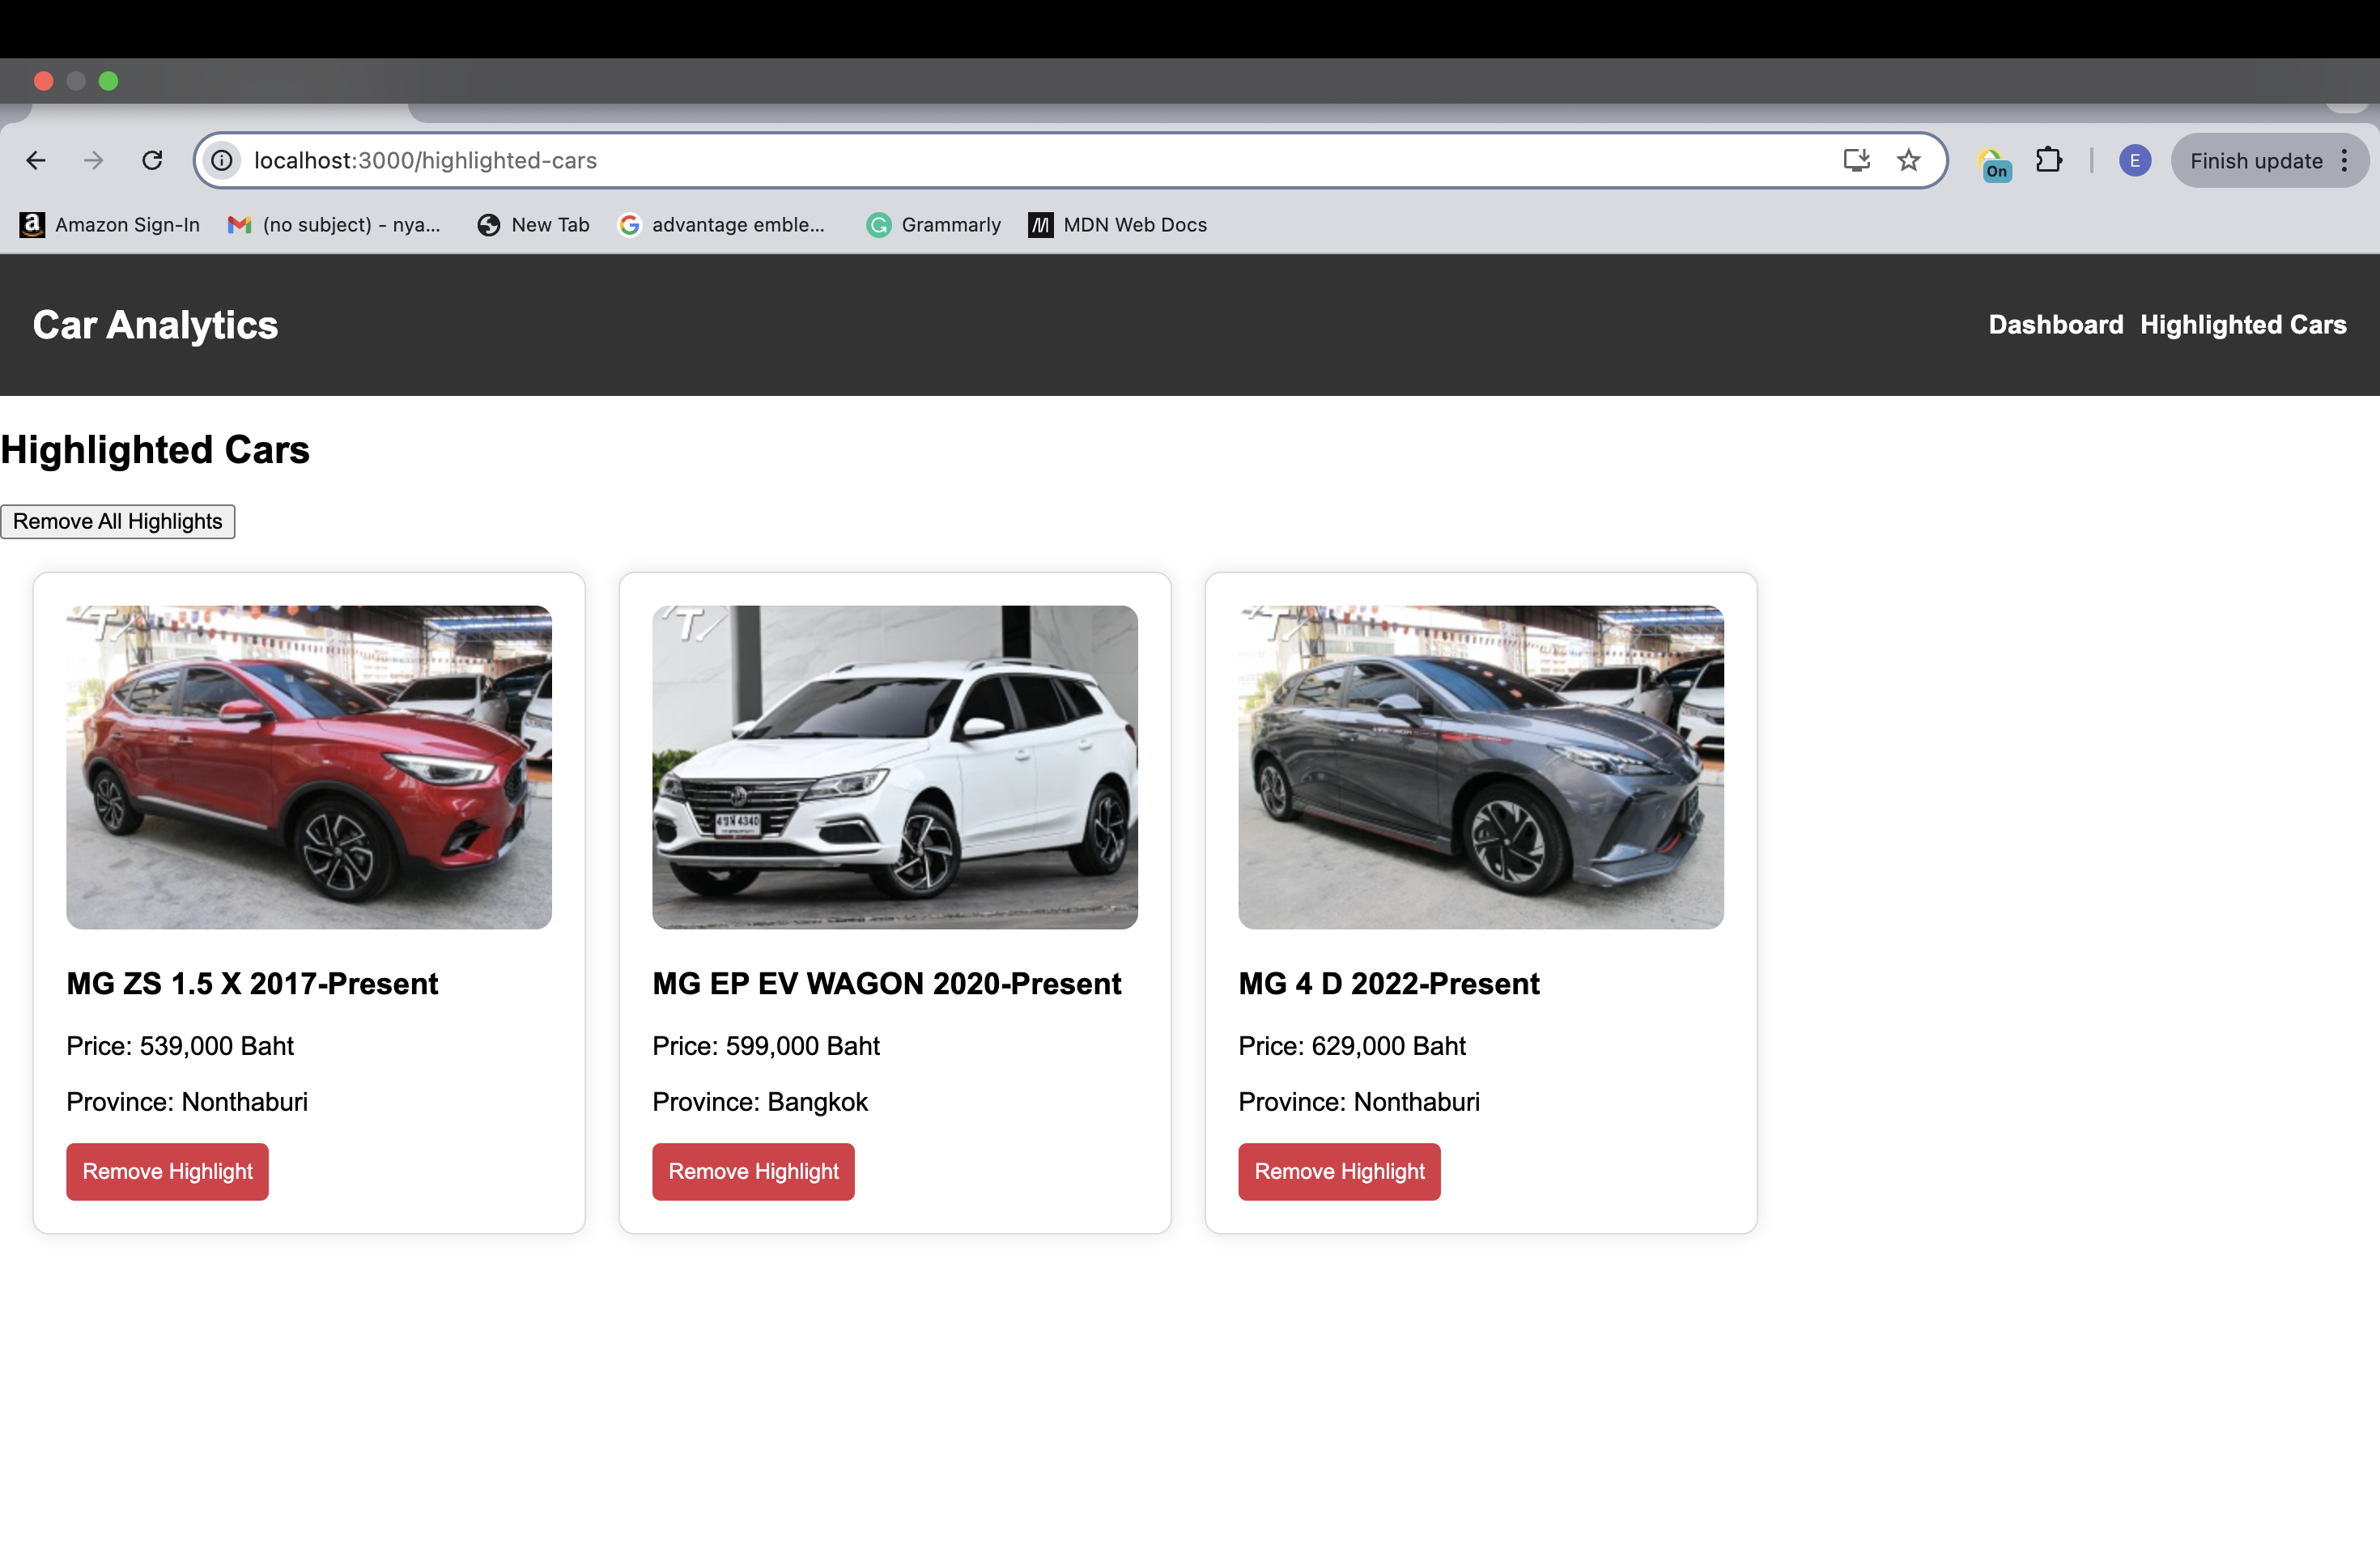 localhost:3000/highlighted-cars
On
E
Finish update
Amazon Sign-In
(no subject) - nya...
New Tab
advantage emble...
Grammarly
MDN Web Docs
Car Analytics
Dashboard
Highlighted Cars
Highlighted Cars
Remove All Highlights
MG ZS 1.5 X 2017-Present
Price: 539,000 Baht
Province: Nonthaburi
Remove Highlight
MG EP EV WAGON 2020-Present
Price: 599,000 Baht
Province: Bangkok
Remove Highlight
MG 4 D 2022-Present
Price: 629,000 Baht
Province: Nonthaburi
Remove Highlight